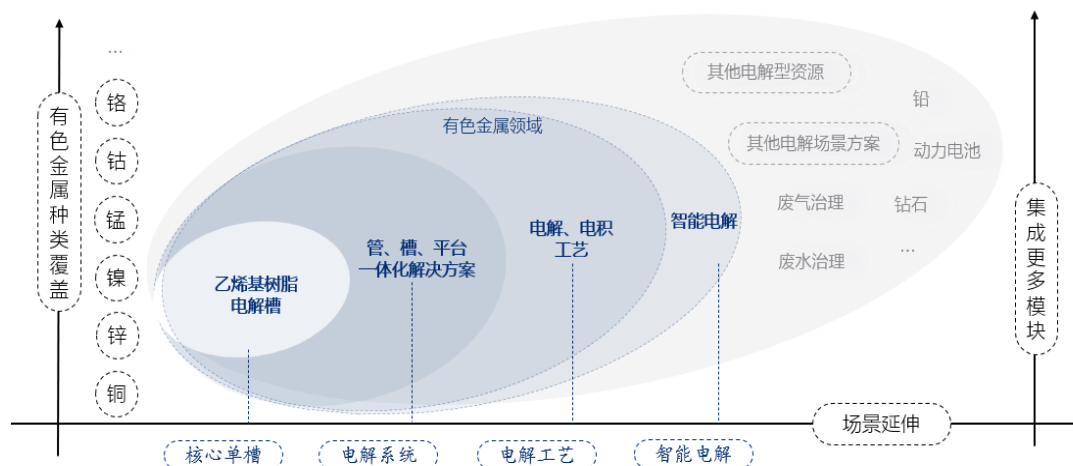 有色金属种类覆盖
…
铬
钴
锰
镍
锌
铜
有色金属领域
乙烯基树脂
电解槽
管、槽、平台
一体化解决方案
电解、电积
工艺
智能电解
其他电解型资源
铅
其他电解场景方案
动力电池
废气治理
钻石
废水治理
…
集成更多模块
场景延伸
核心单槽
电解系统
电解工艺
智能电解